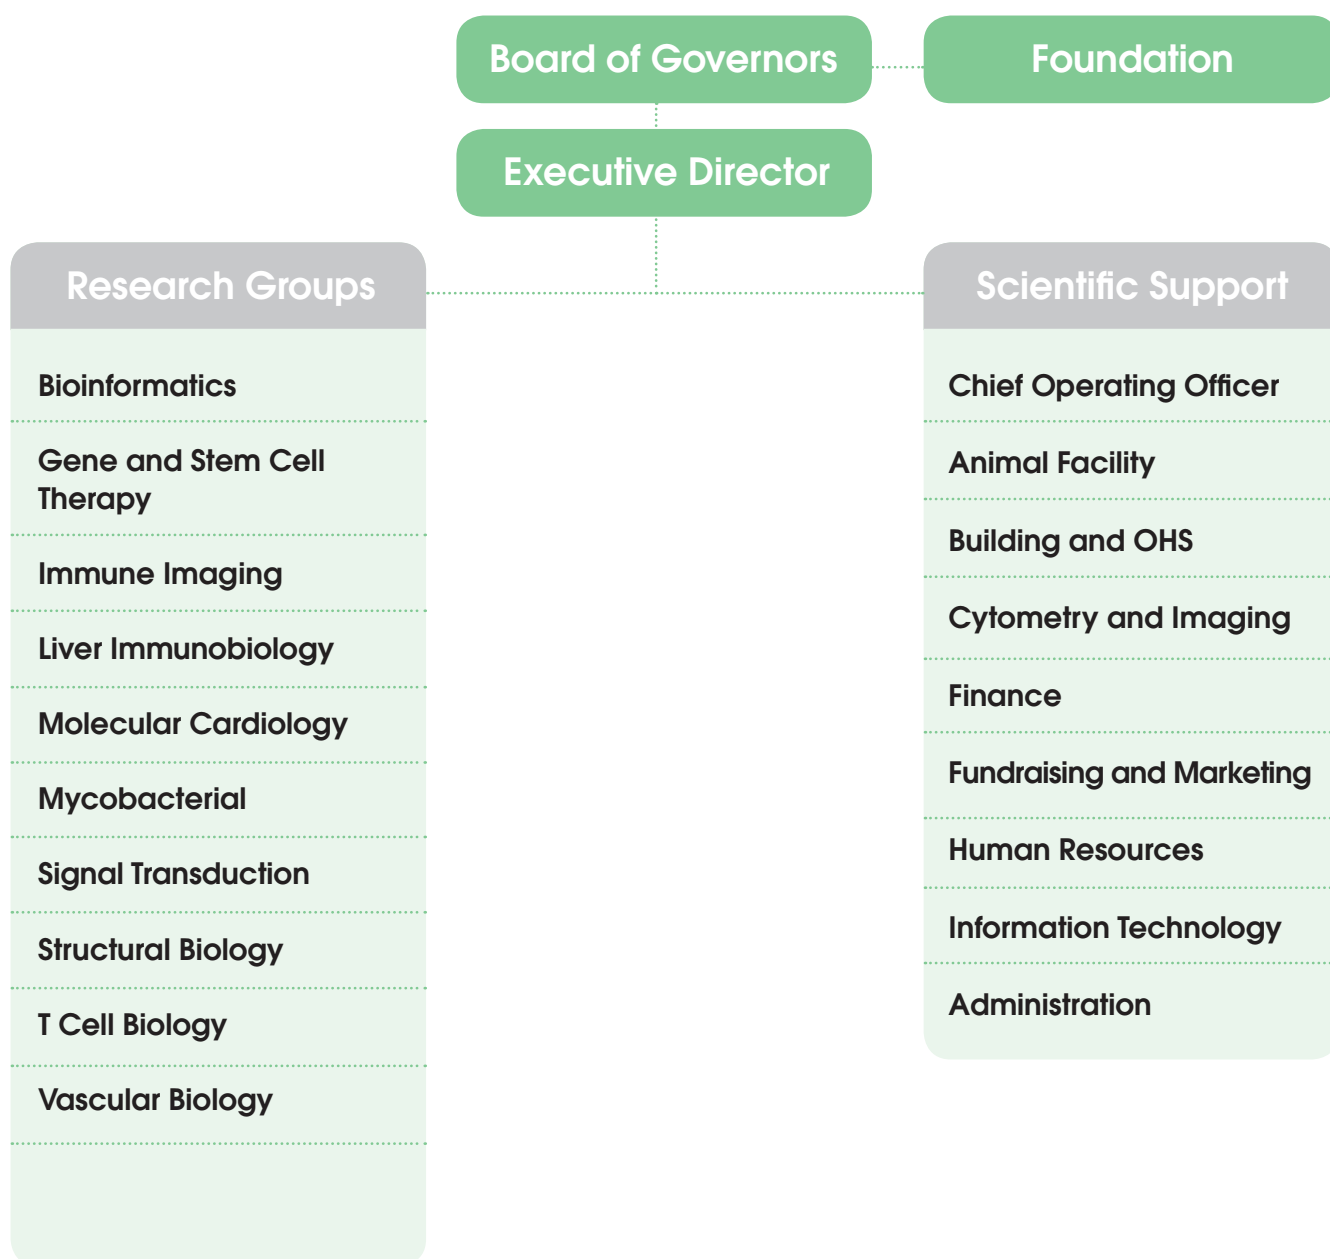 Board of Governors
Foundation
Executive Director
Research Groups
Bioinformatics
Gene and Stem Cell
Therapy
Immune Imaging
Liver Immunobiology
Molecular Cardiology
Mycobacterial
Signal Transduction
Structural Biology
T Cell Biology
Vascular Biology
Scientific Support
Chief Operating Officer
Animal Facility
Building and OHS
Cytometry and Imaging
Finance
Fundraising and Marketing
Human Resources
Information Technology
Administration